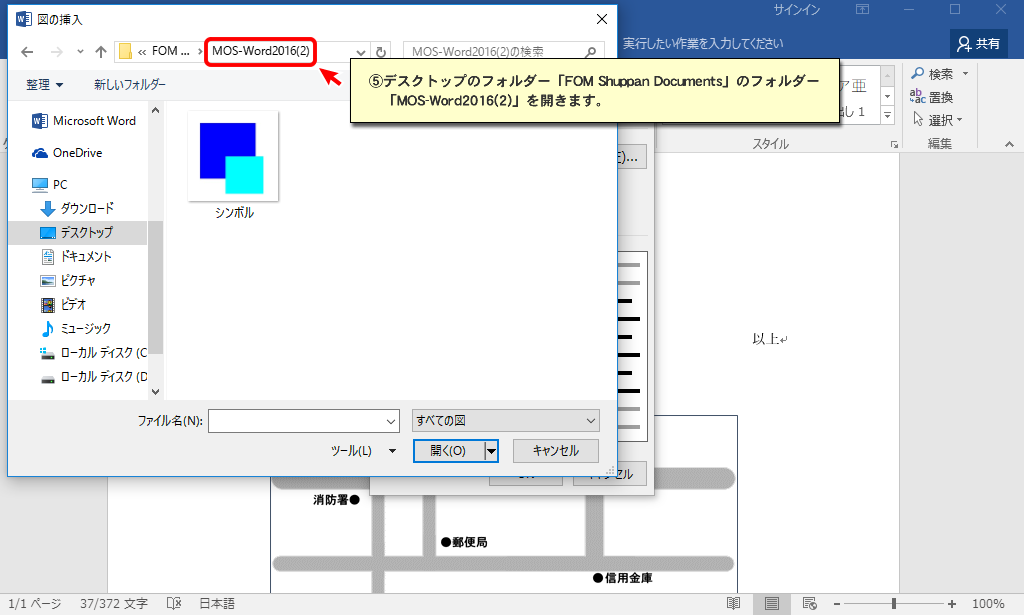 図の挿入
サインイン
« FOM ... › MOS-Word2016(2)
MOS-Word2016(2)の検索
実行したい作業を入力してください
共有
整理
新しいフォルダー
⑤デスクトップのフォルダー「FOM Shuppan Documents」のフォルダー
「MOS-Word2016(2)」を開きます。
ア亜
出し 1
検索
置換
選択
スタイル
編集
Microsoft Word
OneDrive
PC
ダウンロード
デスクトップ
ドキュメント
ピクチャ
ビデオ
ミュージック
ローカル ディスク (C
ローカル ディスク (D
シンボル
E)...
以上
ファイル名(N):
すべての図
ツール(L)
開く(O)
キャンセル
消防署●
●郵便局
●信用金庫
1/1 ページ
37/372 文字
日本語
100%